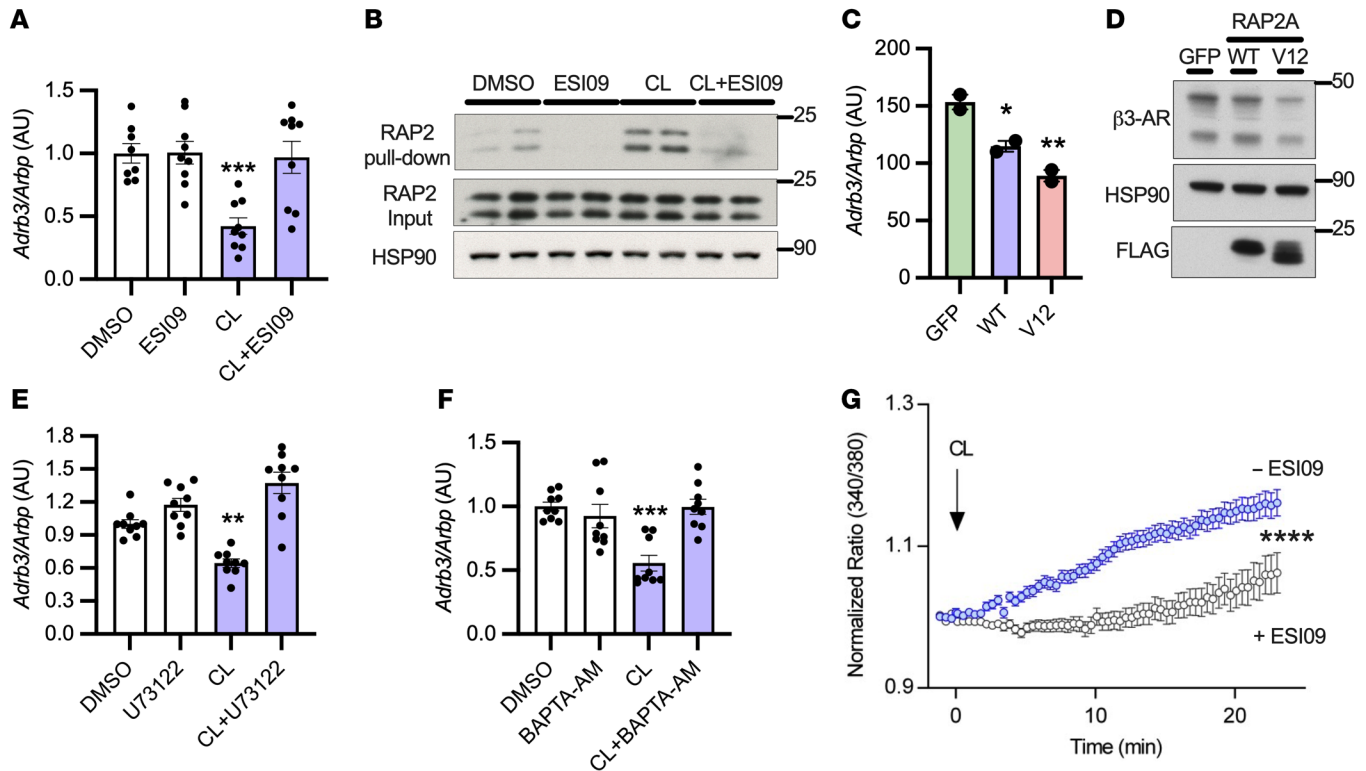 A
Adrb3/Arbp (AU)
1.5
1.0
0.5
0.0
***
DMSO
ESI09
CL
CL+ESI09
B
DMSO ESI09 CL CL+ESI09
RAP2
pull-down
25
RAP2
Input
25
HSP90
90
C
Adrb3/Arbp (AU)
200
150
100
50
0
*
**
GFP
WT
V12
D
RAP2A
GFP WT V12
β3-AR
50
HSP90
90
FLAG
25
E
Adrb3/Arbp (AU)
1.8
1.5
1.2
0.9
0.6
0.3
0.0
**
DMSO
U73122
CL
CL+U73122
F
Adrb3/Arbp (AU)
1.5
1.0
0.5
0.0
***
DMSO
BAPTA-AM
CL
CL+BAPTA-AM
G
Normalized Ratio (340/380)
1.3
1.1
0.9
CL
– ESI09
****
+ ESI09
0 10 20
Time (min)